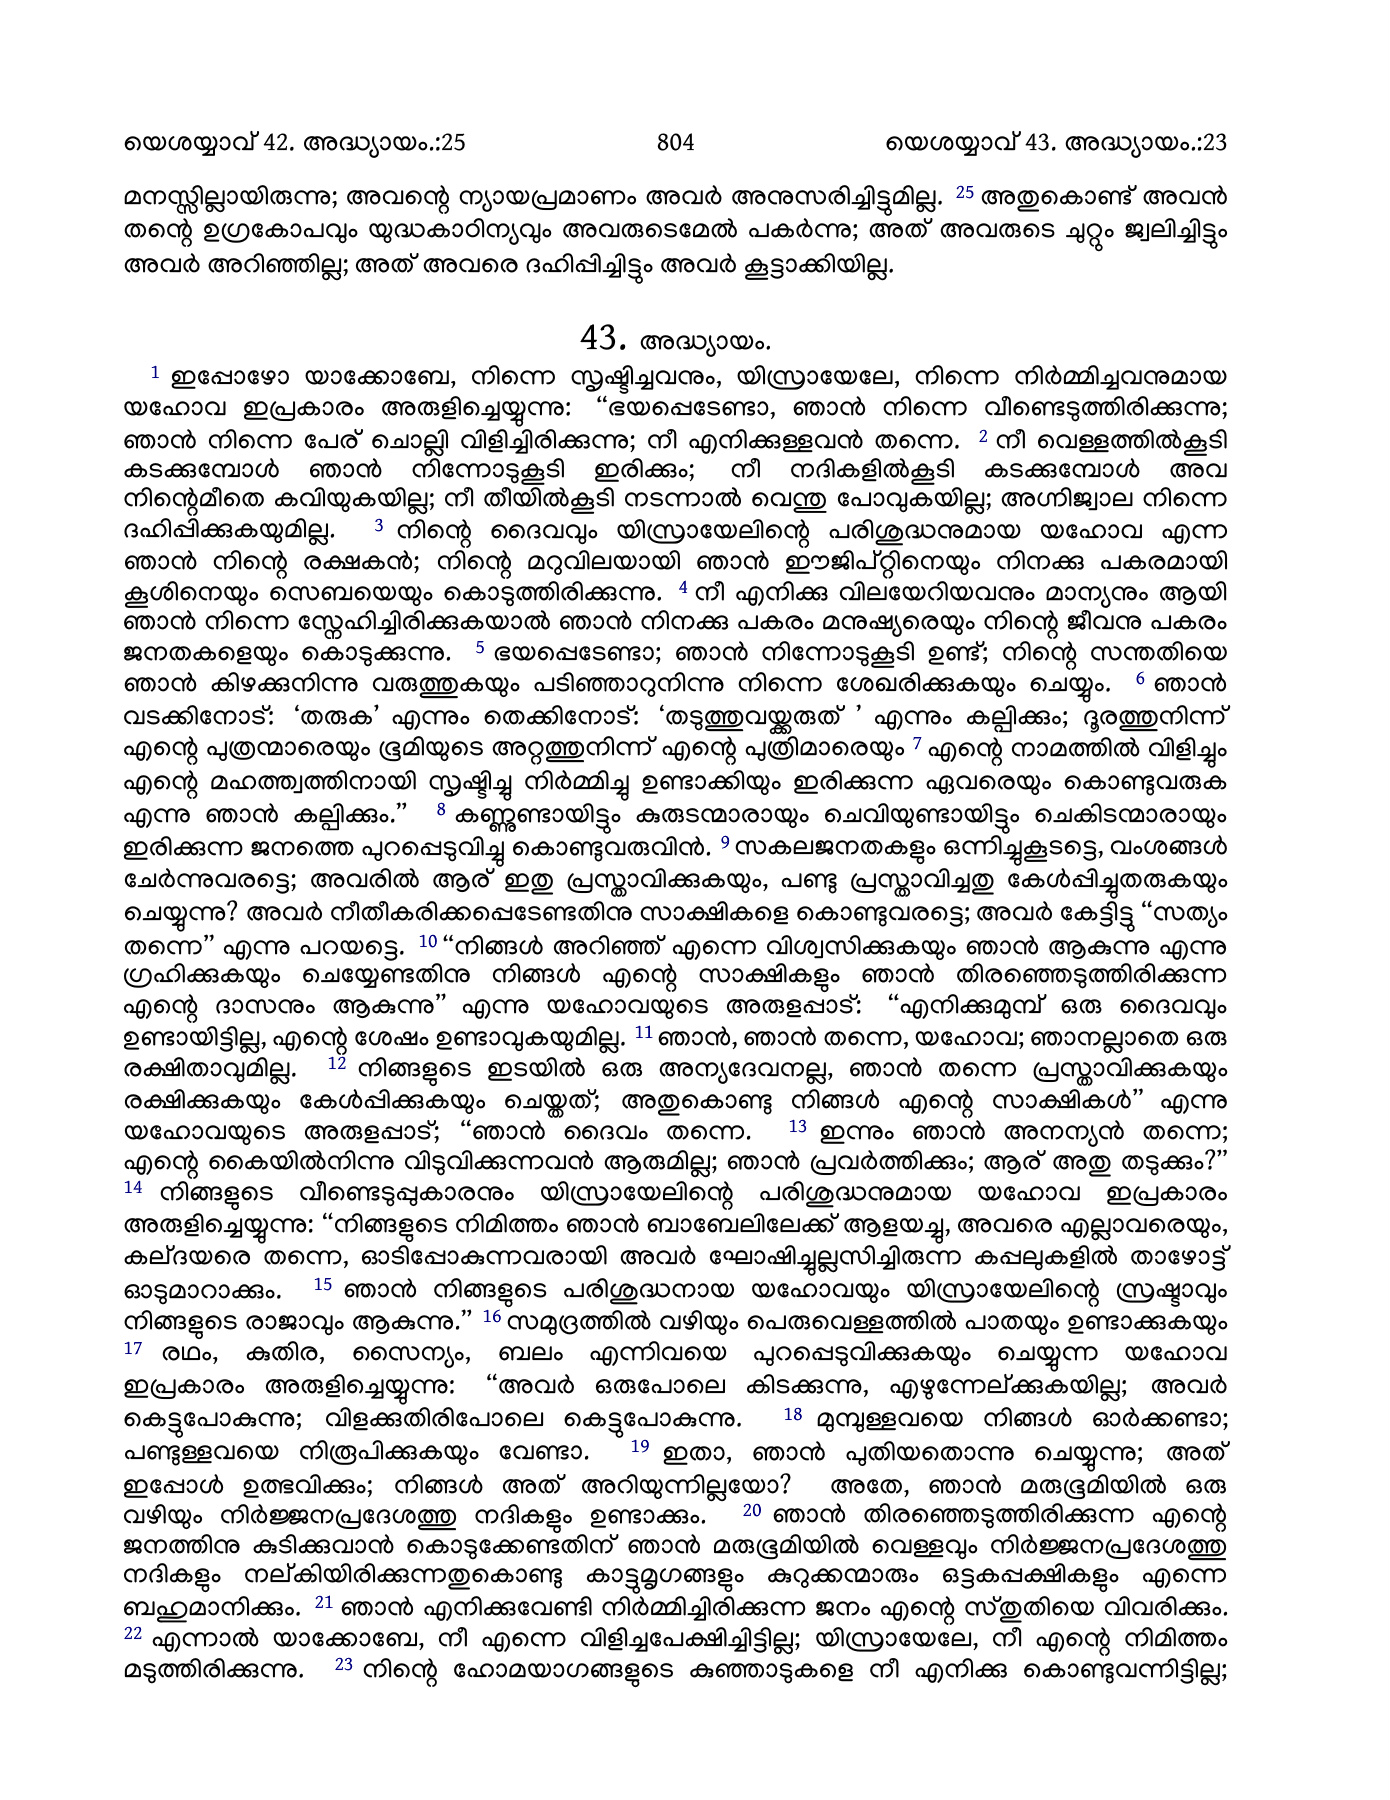 യെശയ്യാവ് 42. അദ്ധ്യായം.:25 804 യെശയ്യാവ് 43. അദ്ധ്യായം.:23
മനസ്സില്ലായിരുന്നു; അവന്റെ ന്യായപ്രമാണം അവർ അനുസരിച്ചിട്ടുമില്ല. 25 അതുകൊണ്ട് അവൻ
തന്റെ ഉഗ്രകോപവും യുദ്ധകാഠിന്യവും അവരുടെമേൽ പകർന്നു; അത് അവരുടെ ചുറ്റും ജ്വലിച്ചിട്ടും
അവർ അറിഞ്ഞില്ല; അത് അവരെ ദഹിപ്പിച്ചിട്ടും അവർ കൂട്ടാക്കിയില്ല.
43. അദ്ധ്യായം.
1 ഇപ്പോഴോ യാക്കോബേ, നിന്നെ സൃഷ്ടിച്ചവനും, യിസ്രായേലേ, നിന്നെ നിർമ്മിച്ചവനുമായ
യഹോവ ഇപ്രകാരം അരുളിച്ചെയ്യുന്നു: “ഭയപ്പെടേണ്ടാ, ഞാൻ നിന്നെ വീണ്ടെടുത്തിരിക്കുന്നു;
ഞാൻ നിന്നെ പേര് ചൊല്ലി വിളിച്ചിരിക്കുന്നു; നീ എനിക്കുള്ളവൻ തന്നെ. 2 നീ വെള്ളത്തിൽകൂടി
കടക്കുമ്പോൾ ഞാൻ നിന്നോടുകൂടി ഇരിക്കും; നീ നദികളിൽകൂടി കടക്കുമ്പോൾ അവ
നിന്റെമീതെ കവിയുകയില്ല; നീ തീയിൽകൂടി നടന്നാൽ വെന്തു പോവുകയില്ല; അഗ്നിജ്വാല നിന്നെ
ദഹിപ്പിക്കുകയുമില്ല. 3 നിന്റെ ദൈവവും യിസ്രായേലിന്റെ പരിശുദ്ധനുമായ യഹോവ എന്ന
ഞാൻ നിന്റെ രക്ഷകൻ; നിന്റെ മറുവിലയായി ഞാൻ ഈജിപ്റ്റിനെയും നിനക്കു പകരമായി
കൂശിനെയും സെബയെയും കൊടുത്തിരിക്കുന്നു. 4 നീ എനിക്കു വിലയേറിയവനും മാന്യനും ആയി
ഞാൻ നിന്നെ സ്നേഹിച്ചിരിക്കുകയാൽ ഞാൻ നിനക്കു പകരം മനുഷ്യരെയും നിന്റെ ജീവനു പകരം
ജനതകളെയും കൊടുക്കുന്നു. 5 ഭയപ്പെടേണ്ടാ; ഞാൻ നിന്നോടുകൂടി ഉണ്ട്; നിന്റെ സന്തതിയെ
ഞാൻ കിഴക്കുനിന്നു വരുത്തുകയും പടിഞ്ഞാറുനിന്നു നിന്നെ ശേഖരിക്കുകയും ചെയ്യും. 6 ഞാൻ
വടക്കിനോട്: ‘തരുക’ എന്നും തെക്കിനോട്: ‘തടുത്തുവയ്ക്കരുത് ’ എന്നും കല്പിക്കും; ദൂരത്തുനിന്ന്
എന്റെ പുത്രന്മാരെയും ഭൂമിയുടെ അറ്റത്തുനിന്ന് എന്റെ പുത്രിമാരെയും 7 എന്റെ നാമത്തിൽ വിളിച്ചും
എന്റെ മഹത്ത്വത്തിനായി സൃഷ്ടിച്ചു നിർമ്മിച്ചു ഉണ്ടാക്കിയും ഇരിക്കുന്ന ഏവരെയും കൊണ്ടുവരുക
എന്നു ഞാൻ കല്പിക്കും.” 8 കണ്ണുണ്ടായിട്ടും കുരുടന്മാരായും ചെവിയുണ്ടായിട്ടും ചെകിടന്മാരായും
ഇരിക്കുന്ന ജനത്തെ പുറപ്പെടുവിച്ചു കൊണ്ടുവരുവിൻ. 9 സകലജനതകളും ഒന്നിച്ചുകൂടട്ടെ, വംശങ്ങൾ
ചേർന്നുവരട്ടെ; അവരിൽ ആര് ഇതു പ്രസ്താവിക്കുകയും, പണ്ടു പ്രസ്താവിച്ചതു കേൾപ്പിച്ചുതരുകയും
ചെയ്യുന്നു? അവർ നീതീകരിക്കപ്പെടേണ്ടതിനു സാക്ഷികളെ കൊണ്ടുവരട്ടെ; അവർ കേട്ടിട്ടു “സത്യം
തന്നെ” എന്നു പറയട്ടെ. 10 “നിങ്ങൾ അറിഞ്ഞ് എന്നെ വിശ്വസിക്കുകയും ഞാൻ ആകുന്നു എന്നു
ഗ്രഹിക്കുകയും ചെയ്യേണ്ടതിനു നിങ്ങൾ എന്റെ സാക്ഷികളും ഞാൻ തിരഞ്ഞെടുത്തിരിക്കുന്ന
എന്റെ ദാസനും ആകുന്നു” എന്നു യഹോവയുടെ അരുളപ്പാട്: “എനിക്കുമുമ്പ് ഒരു ദൈവവും
ഉണ്ടായിട്ടില്ല, എന്റെ ശേഷം ഉണ്ടാവുകയുമില്ല. 11 ഞാൻ, ഞാൻ തന്നെ, യഹോവ; ഞാനല്ലാതെ ഒരു
രക്ഷിതാവുമില്ല. 12 നിങ്ങളുടെ ഇടയിൽ ഒരു അന്യദേവനല്ല, ഞാൻ തന്നെ പ്രസ്താവിക്കുകയും
രക്ഷിക്കുകയും കേൾപ്പിക്കുകയും ചെയ്തത്; അതുകൊണ്ടു നിങ്ങൾ എന്റെ സാക്ഷികൾ” എന്നു
യഹോവയുടെ അരുളപ്പാട്; “ഞാൻ ദൈവം തന്നെ. 13 ഇന്നും ഞാൻ അനന്യൻ തന്നെ;
എന്റെ കൈയിൽനിന്നു വിടുവിക്കുന്നവൻ ആരുമില്ല; ഞാൻ പ്രവർത്തിക്കും; ആര് അതു തടുക്കും?”
14 നിങ്ങളുടെ വീണ്ടെടുപ്പുകാരനും യിസ്രായേലിന്റെ പരിശുദ്ധനുമായ യഹോവ ഇപ്രകാരം
അരുളിച്ചെയ്യുന്നു: “നിങ്ങളുടെ നിമിത്തം ഞാൻ ബാബേലിലേക്ക് ആളയച്ചു, അവരെ എല്ലാവരെയും,
കല്ദയരെ തന്നെ, ഓടിപ്പോകുന്നവരായി അവർ ഘോഷിച്ചുല്ലസിച്ചിരുന്ന കപ്പലുകളിൽ താഴോട്ട്
ഓടുമാറാക്കും. 15 ഞാൻ നിങ്ങളുടെ പരിശുദ്ധനായ യഹോവയും യിസ്രായേലിന്റെ സ്രഷ്ടാവും
നിങ്ങളുടെ രാജാവും ആകുന്നു.” 16 സമുദ്രത്തിൽ വഴിയും പെരുവെള്ളത്തിൽ പാതയും ഉണ്ടാക്കുകയും
17 രഥം, കുതിര, സൈന്യം, ബലം എന്നിവയെ പുറപ്പെടുവിക്കുകയും ചെയ്യുന്ന യഹോവ
ഇപ്രകാരം അരുളിച്ചെയ്യുന്നു: “അവർ ഒരുപോലെ കിടക്കുന്നു, എഴുന്നേല്ക്കുകയില്ല; അവർ
കെട്ടുപോകുന്നു; വിളക്കുതിരിപോലെ കെട്ടുപോകുന്നു. 18 മുമ്പുള്ളവയെ നിങ്ങൾ ഓർക്കണ്ടാ;
പണ്ടുള്ളവയെ നിരൂപിക്കുകയും വേണ്ടാ. 19 ഇതാ, ഞാൻ പുതിയതൊന്നു ചെയ്യുന്നു; അത്
ഇപ്പോൾ ഉത്ഭവിക്കും; നിങ്ങൾ അത് അറിയുന്നില്ലയോ? അതേ, ഞാൻ മരുഭൂമിയിൽ ഒരു
വഴിയും നിർജ്ജനപ്രദേശത്തു നദികളും ഉണ്ടാക്കും. 20 ഞാൻ തിരഞ്ഞെടുത്തിരിക്കുന്ന എന്റെ
ജനത്തിനു കുടിക്കുവാൻ കൊടുക്കേണ്ടതിന് ഞാൻ മരുഭൂമിയിൽ വെള്ളവും നിർജ്ജനപ്രദേശത്തു
നദികളും നല്കിയിരിക്കുന്നതുകൊണ്ടു കാട്ടുമൃഗങ്ങളും കുറുക്കന്മാരും ഒട്ടകപ്പക്ഷികളും എന്നെ
ബഹുമാനിക്കും. 21 ഞാൻ എനിക്കുവേണ്ടി നിർമ്മിച്ചിരിക്കുന്ന ജനം എന്റെ സ്തുതിയെ വിവരിക്കും.
22 എന്നാൽ യാക്കോബേ, നീ എന്നെ വിളിച്ചപേക്ഷിച്ചിട്ടില്ല; യിസ്രായേലേ, നീ എന്റെ നിമിത്തം
മടുത്തിരിക്കുന്നു. 23 നിന്റെ ഹോമയാഗങ്ങളുടെ കുഞ്ഞാടുകളെ നീ എനിക്കു കൊണ്ടുവന്നിട്ടില്ല;